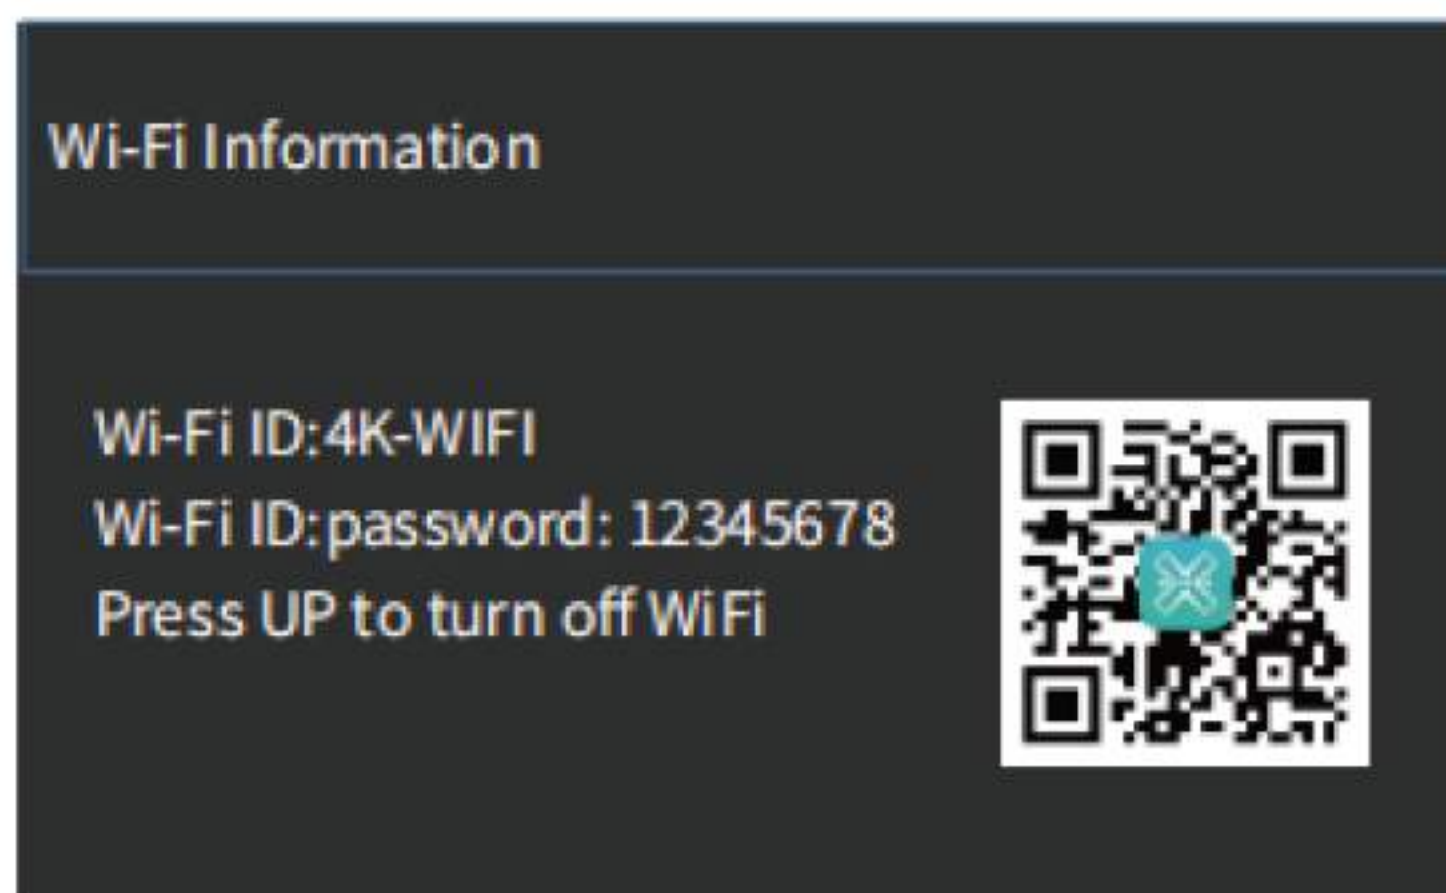 Wi-Fi Information
Wi-Fi ID:4K-WIFI
Wi-Fi ID:password: 12345678
Press UP to turn off WiFi